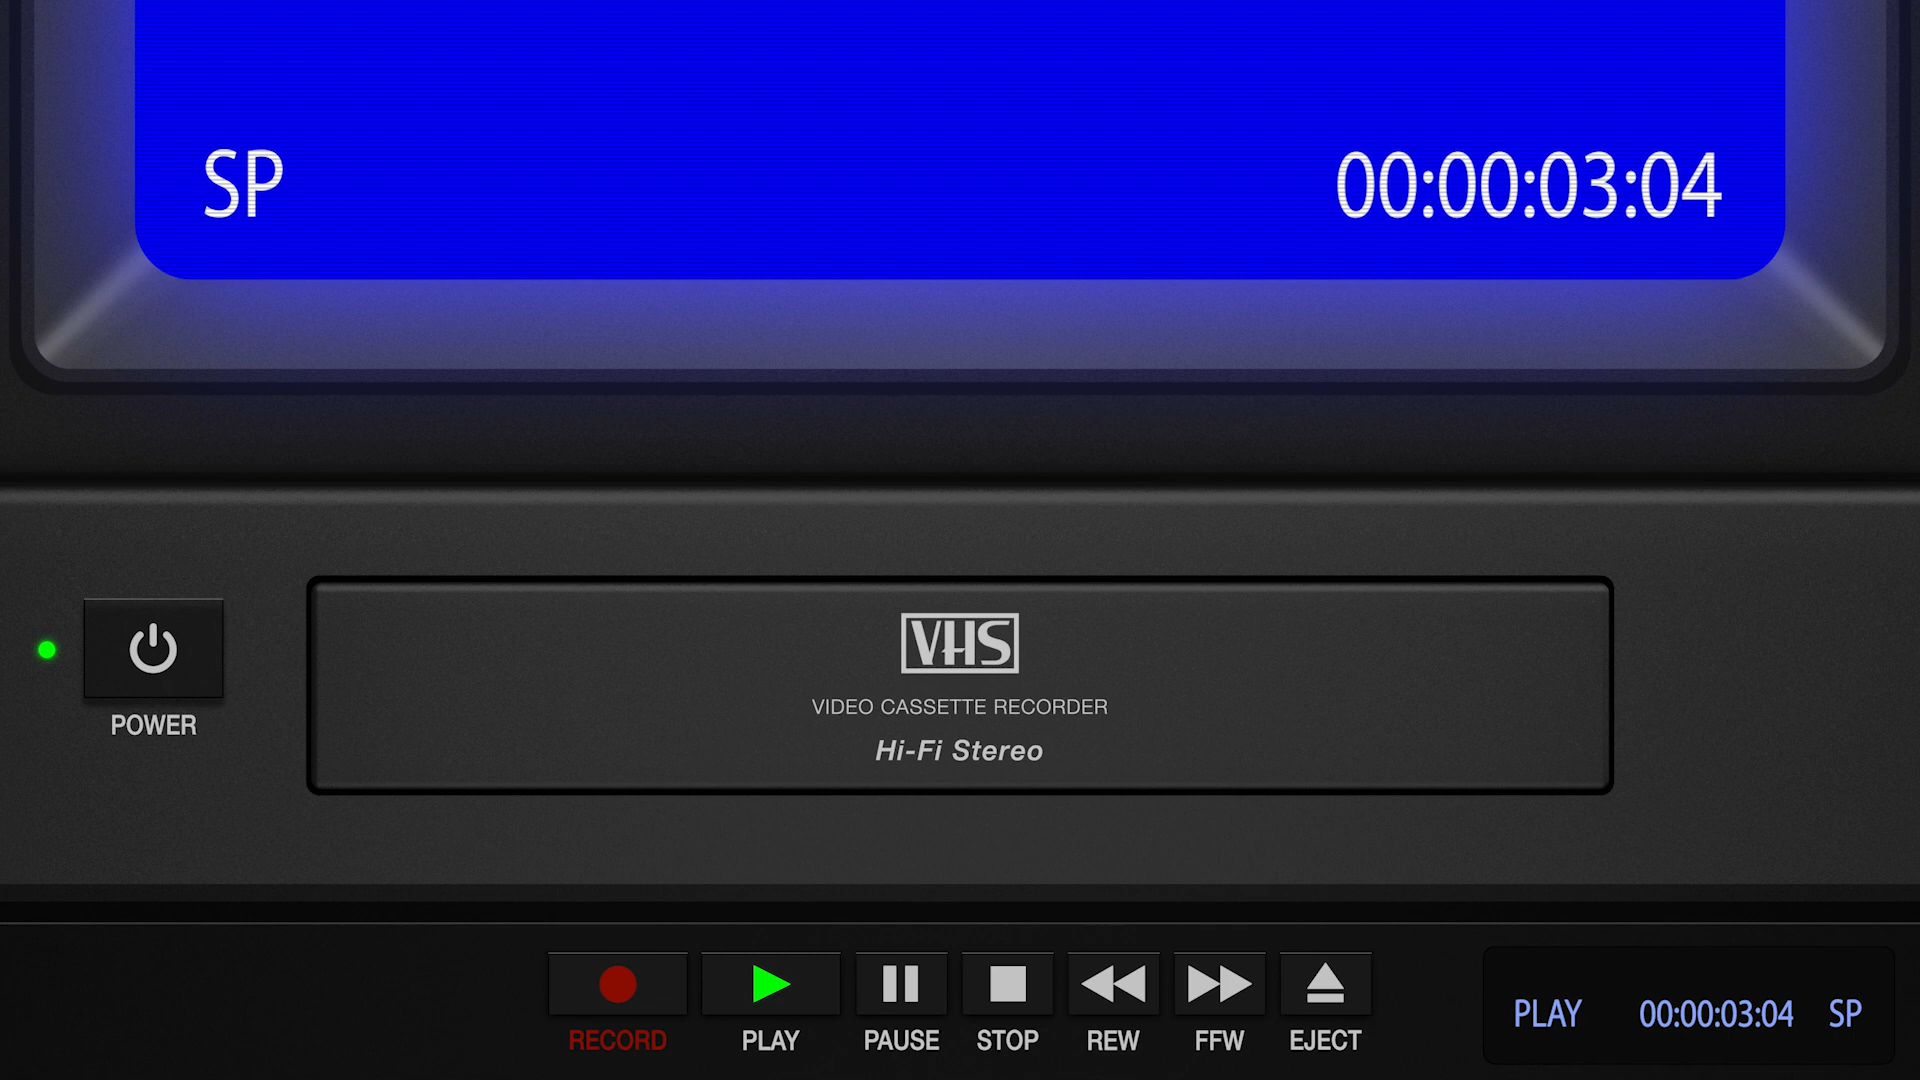 SP 00:00:03:04
VHS
VIDEO CASSETTE RECORDER
POWER
Hi-Fi Stereo
PLAY 00:00:03:04 SP
RECORD PLAY PAUSE STOP REW FFW EJECT